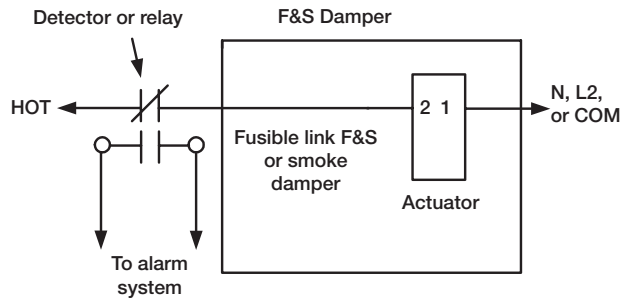 Detector or relay
F&S Damper
HOT
2 1
N, L2,
or COM
Fusible link F&S
or smoke
damper
Actuator
To alarm
system